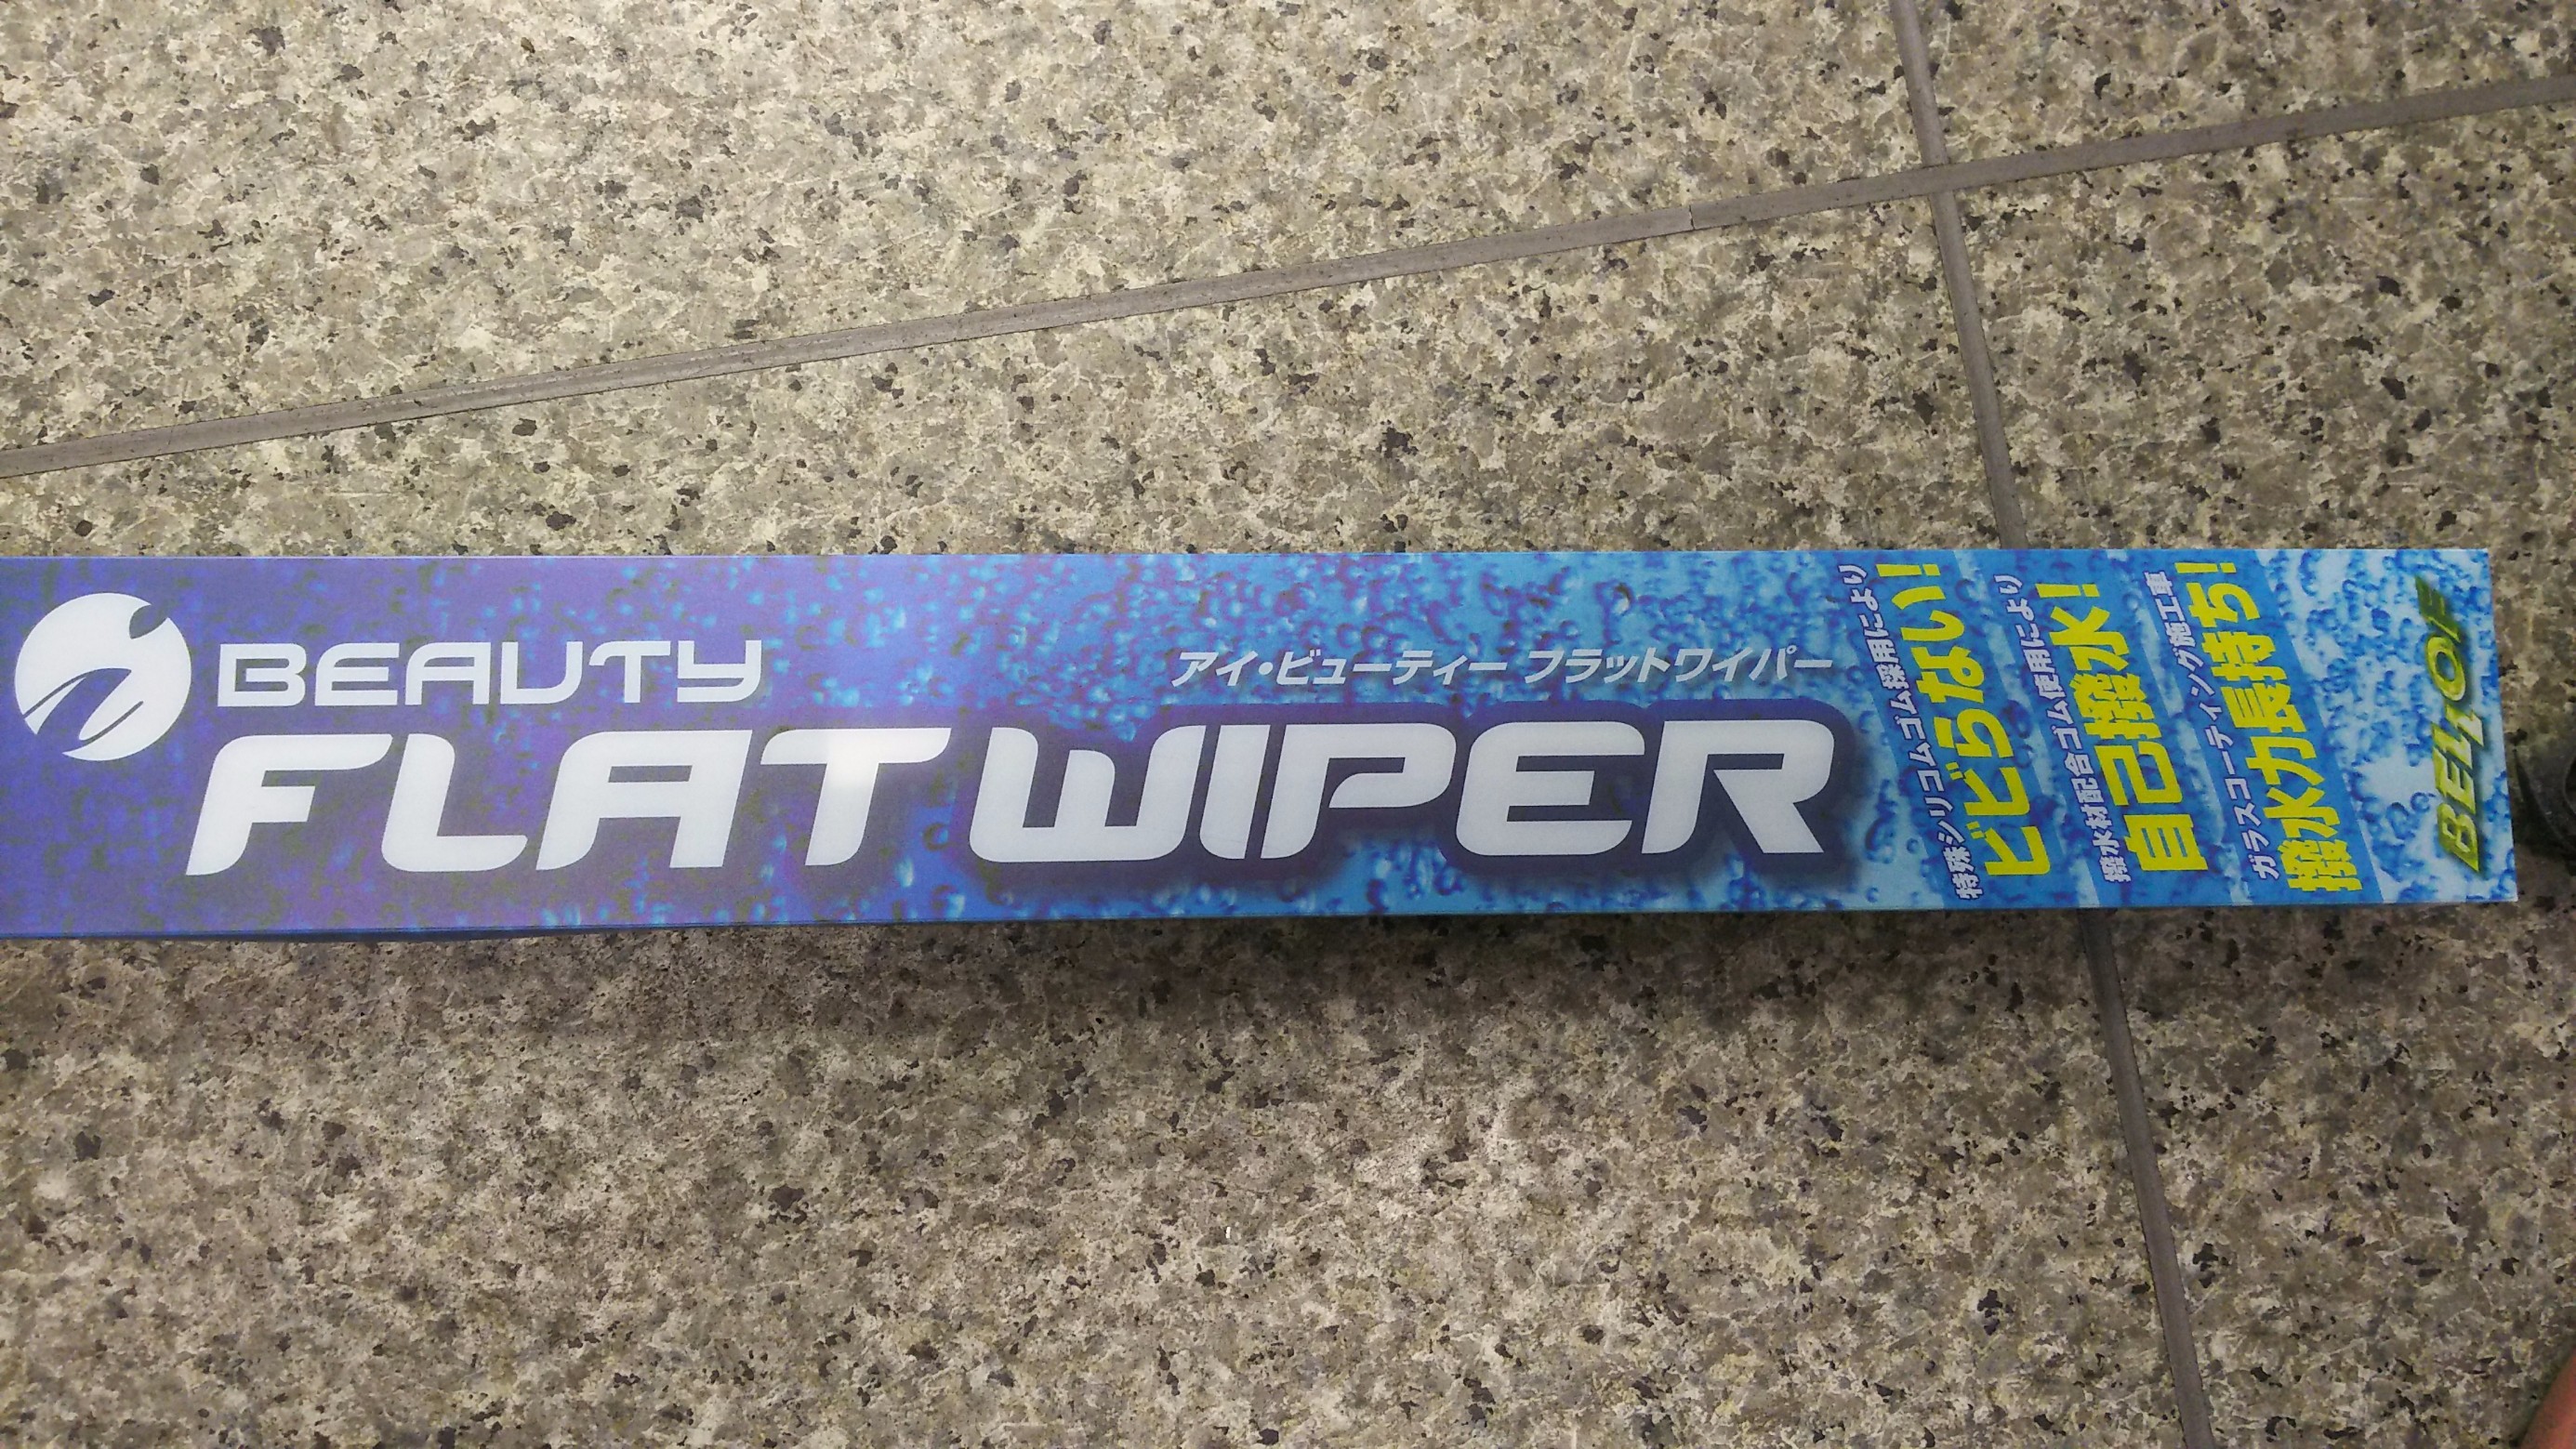 BEAUTY
アイ・ビューティー フラットワイパー
FLAT WIPER
特殊シリコムゴム採用により
ビビらない!
撥水材配合ゴム使用により
自己撥水!
ガラスコーティング施工車
撥水力長持ち!
BELLOF